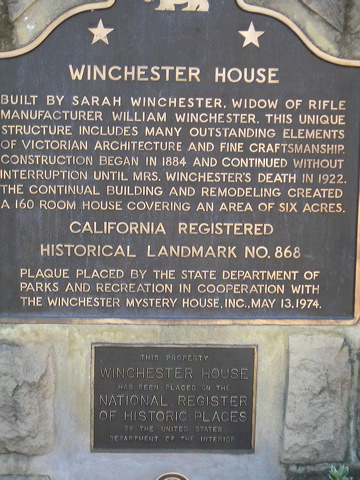 WINCHESTER HOUSE
BUILT BY SARAH WINCHESTER, WIDOW OF RIFLE
MANUFACTURER WILLIAM WINCHESTER. THIS UNIQUE
STRUCTURE INCLUDES MANY OUTSTANDING ELEMENTS
OF VICTORIAN ARCHITECTURE AND FINE CRAFTSMANSHIP.
CONSTRUCTION BEGAN IN 1884 AND CONTINUED WITHOUT
INTERRUPTION UNTIL MRS. WINCHESTER'S DEATH IN 1922.
THE CONTINUAL BUILDING AND REMODELING CREATED
A 160 ROOM HOUSE COVERING AN AREA OF SIX ACRES.
CALIFORNIA REGISTERED
HISTORICAL LANDMARK NO. 868
PLAQUE PLACED BY THE STATE DEPARTMENT OF
PARKS AND RECREATION IN COOPERATION WITH
THE WINCHESTER MYSTERY HOUSE, INC., MAY 13, 1974.
THIS PROPERTY
WINCHESTER HOUSE
HAS BEEN PLACED ON THE
NATIONAL REGISTER
OF HISTORIC PLACES
BY THE UNITED STATES
DEPARTMENT OF THE INTERIOR